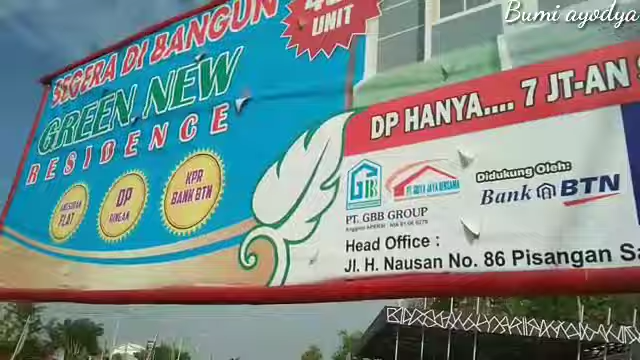 Bumi ayodya
SEGERA DI BANGUN
UNIT
GREEN NEW
RESIDENCE
ANGSURAN
FLAT
DP
RINGAN
KPR
BANK BTN
DP HANYA.... 7 JT-AN
PT. GBB GROUP
Didukung Oleh:
Bank BTN
Head Office :
Jl. H. Nausan No. 86 Pisangan